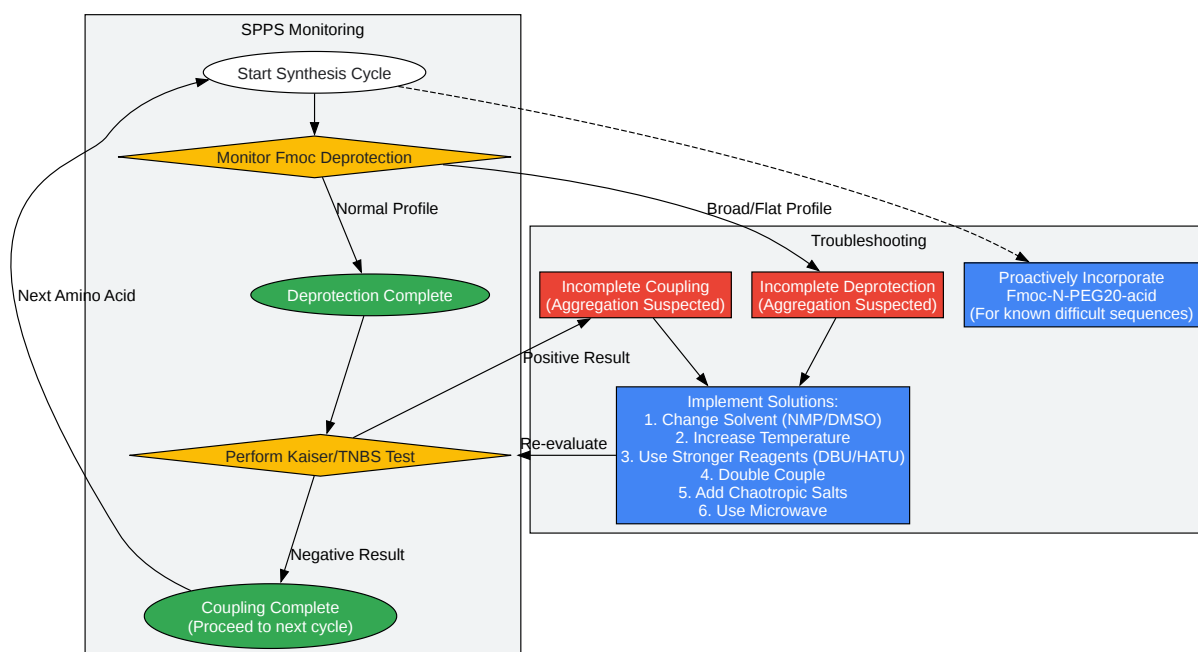 SPPS Monitoring
Start Synthesis Cycle
Monitor Fmoc Deprotection
Normal Profile
Broad/Flat Profile
Troubleshooting
Next Amino Acid
Deprotection Complete
Incomplete Coupling
(Aggregation Suspected)
Incomplete Deprotection
(Aggregation Suspected)
Proactively Incorporate
Fmoc-N-PEG20-acid
(For known difficult sequences)
Positive Result
Implement Solutions:
1. Change Solvent (NMP/DMSO)
2. Increase Temperature
3. Use Stronger Reagents (DBU/HATU)
4. Double Couple
5. Add Chaotropic Salts
6. Use Microwave
Re-evaluate
Perform Kaiser/TNBS Test
Negative Result
Coupling Complete
(Proceed to next cycle)